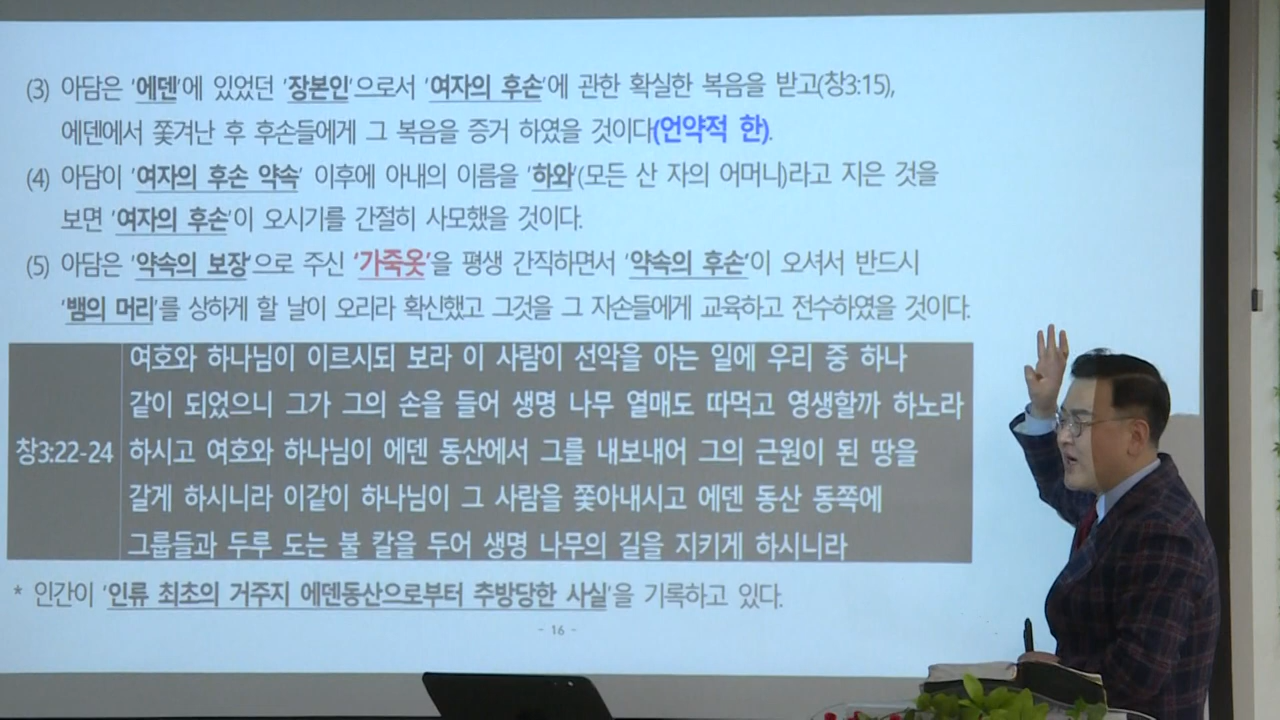 (3) 아담은 '에덴'에 있었던 '장본인'으로서 '여자의 후손'에 관한 확실한 복음을 받고(창3:15),
에덴에서 쫓겨난 후 후손들에게 그 복음을 증거 하였을 것이다(언약적 한).
(4) 아담이 '여자의 후손 약속' 이후에 아내의 이름을 '하와'(모든 산 자의 어머니)라고 지은 것을
보면 '여자의 후손'이 오시기를 간절히 사모했을 것이다.
(5) 아담은 '약속의 보장'으로 주신 '가죽옷'을 평생 간직하면서 '약속의 후손'이 오셔서 반드시
'뱀의 머리'를 상하게 할 날이 오리라 확신했고 그것을 그 자손들에게 교육하고 전수하였을 것이다.
창3:22-24
여호와 하나님이 이르시되 보라 이 사람이 선악을 아는 일에 우리 중 하나
같이 되었으니 그가 그의 손을 들어 생명 나무 열매도 따먹고 영생할까 하노라
하시고 여호와 하나님이 에덴 동산에서 그를 내보내어 그의 근원이 된 땅을
갈게 하시니라 이같이 하나님이 그 사람을 쫓아내시고 에덴 동산 동쪽에
그룹들과 두루 도는 불 칼을 두어 생명 나무의 길을 지키게 하시니라
* 인간이 '인류 최초의 거주지 에덴동산으로부터 추방당한 사실'을 기록하고 있다.
- 16 -